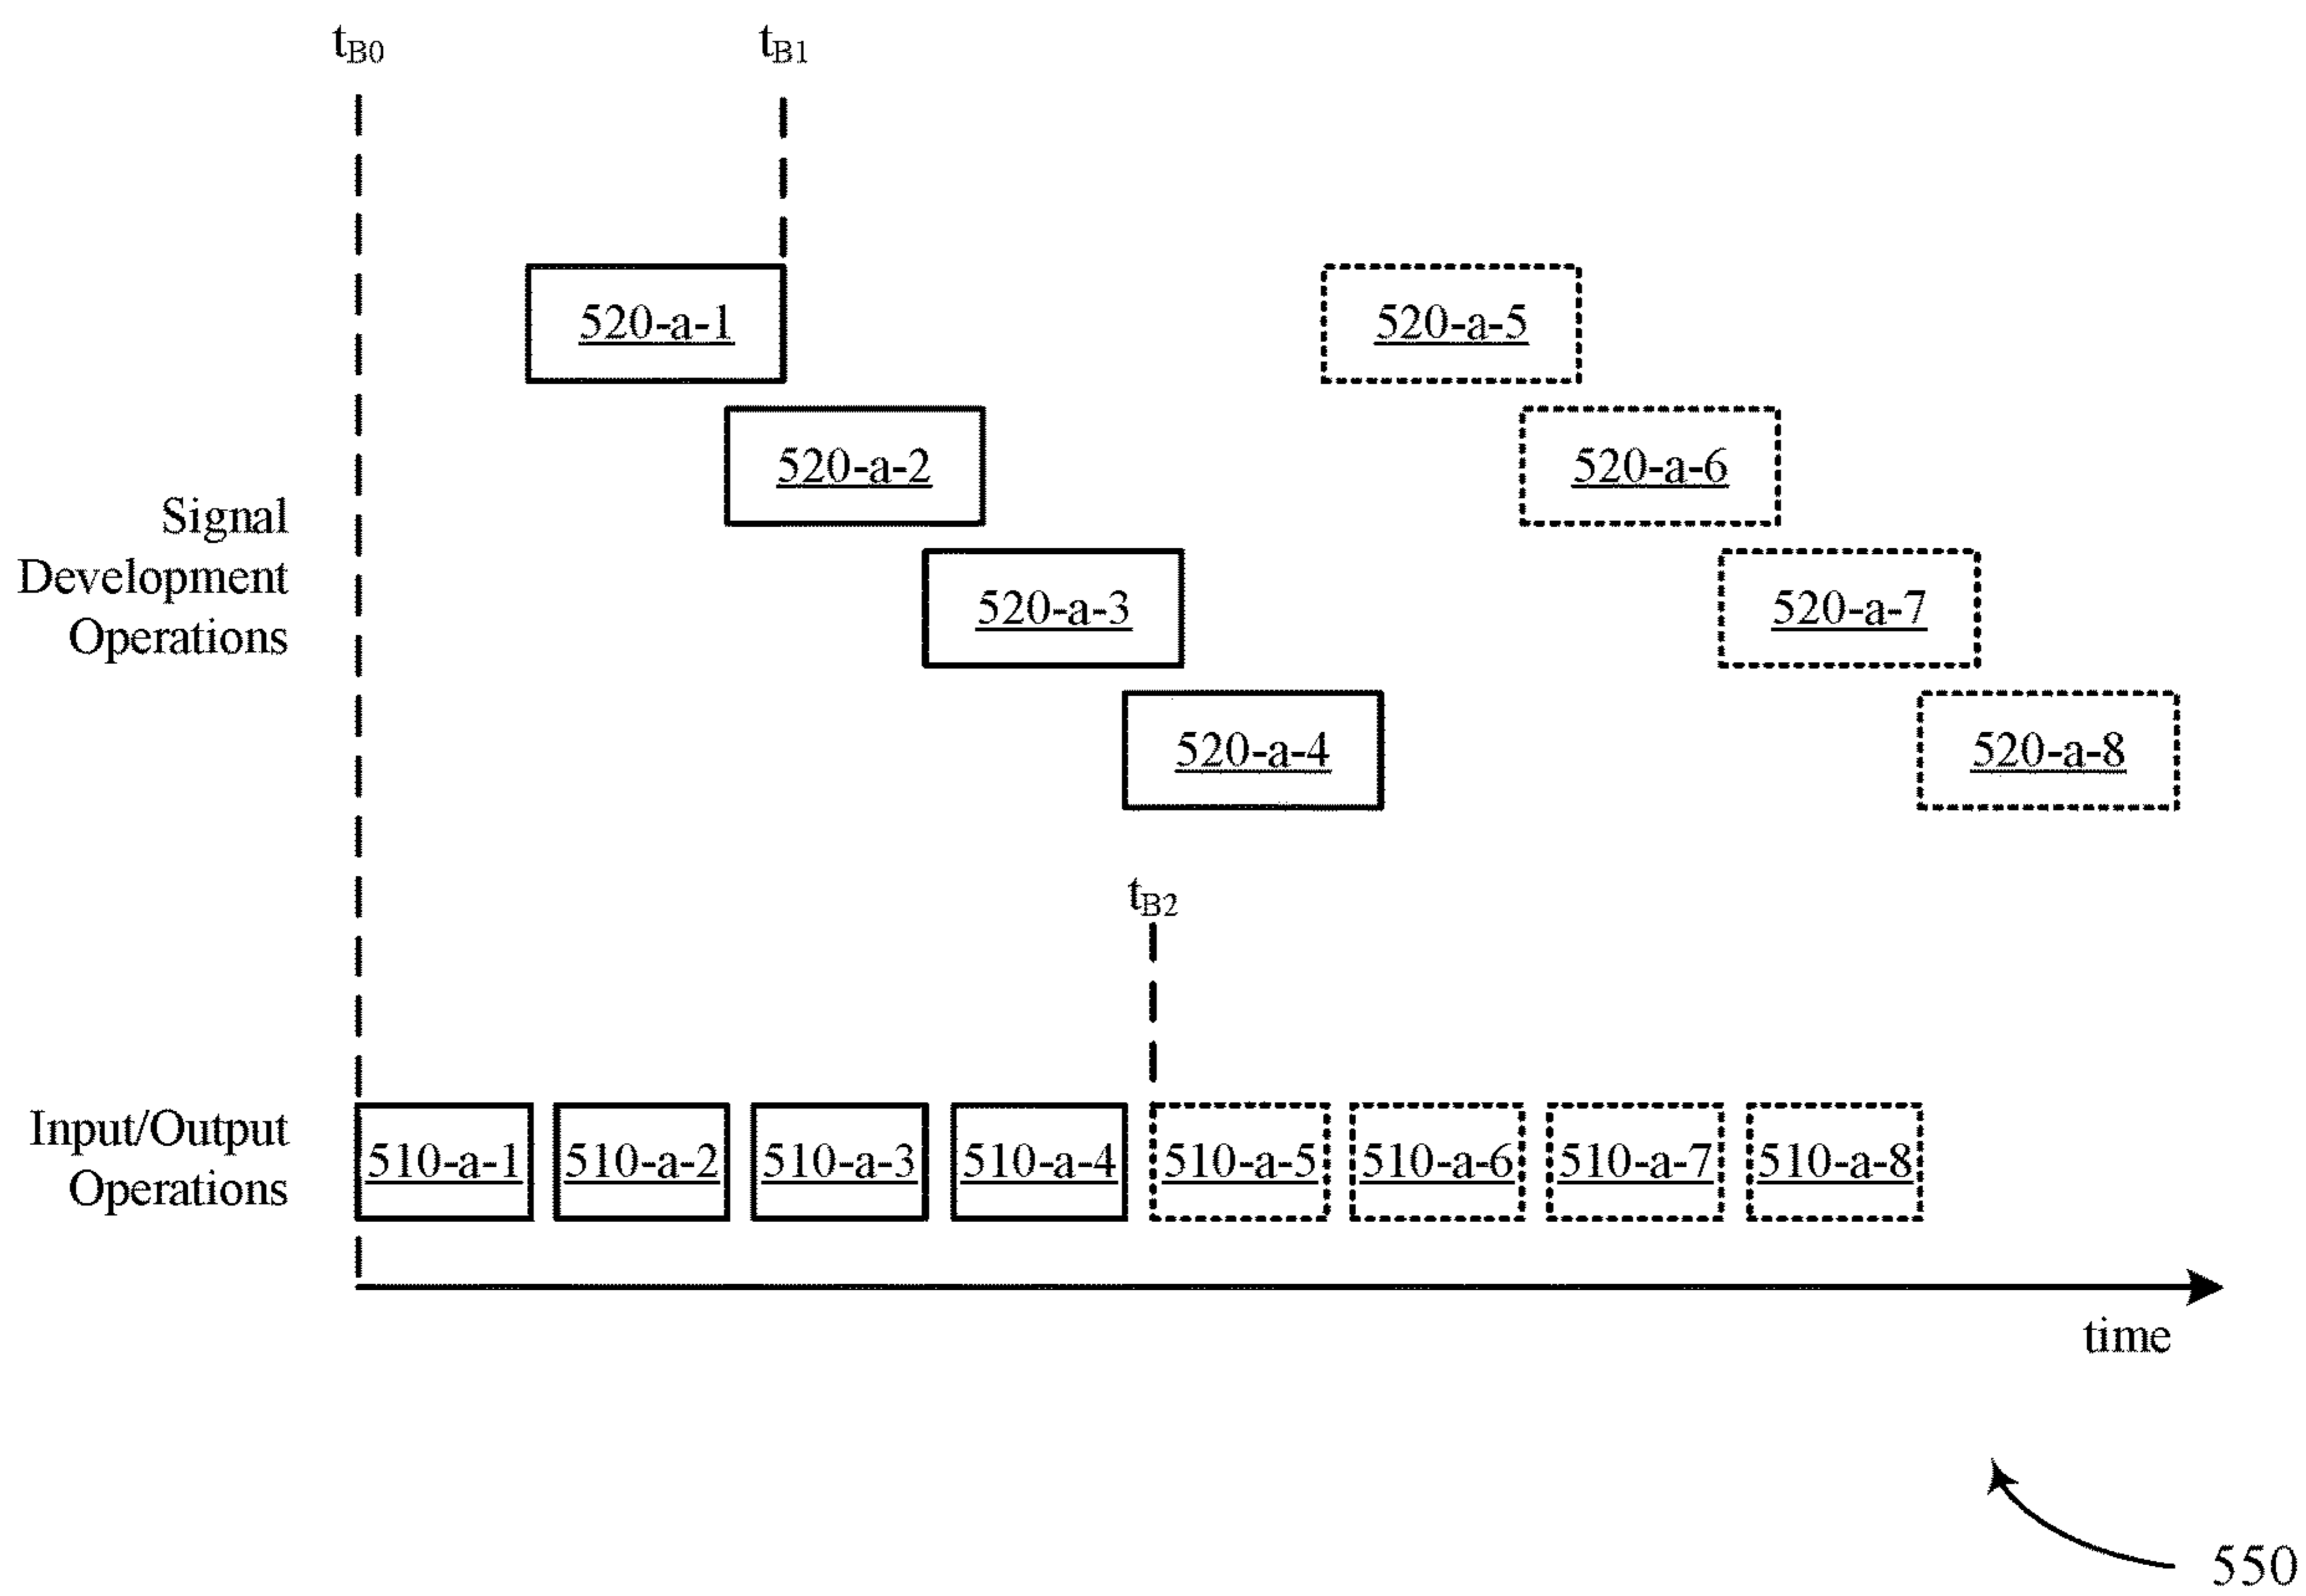 tB0
tB1
520-a-1
520-a-5
520-a-2
520-a-6
Signal
Development
Operations
520-a-3
520-a-7
520-a-4
520-a-8
tB2
Input/Output
Operations
510-a-1
510-a-2
510-a-3
510-a-4
510-a-5
510-a-6
510-a-7
510-a-8
time
550